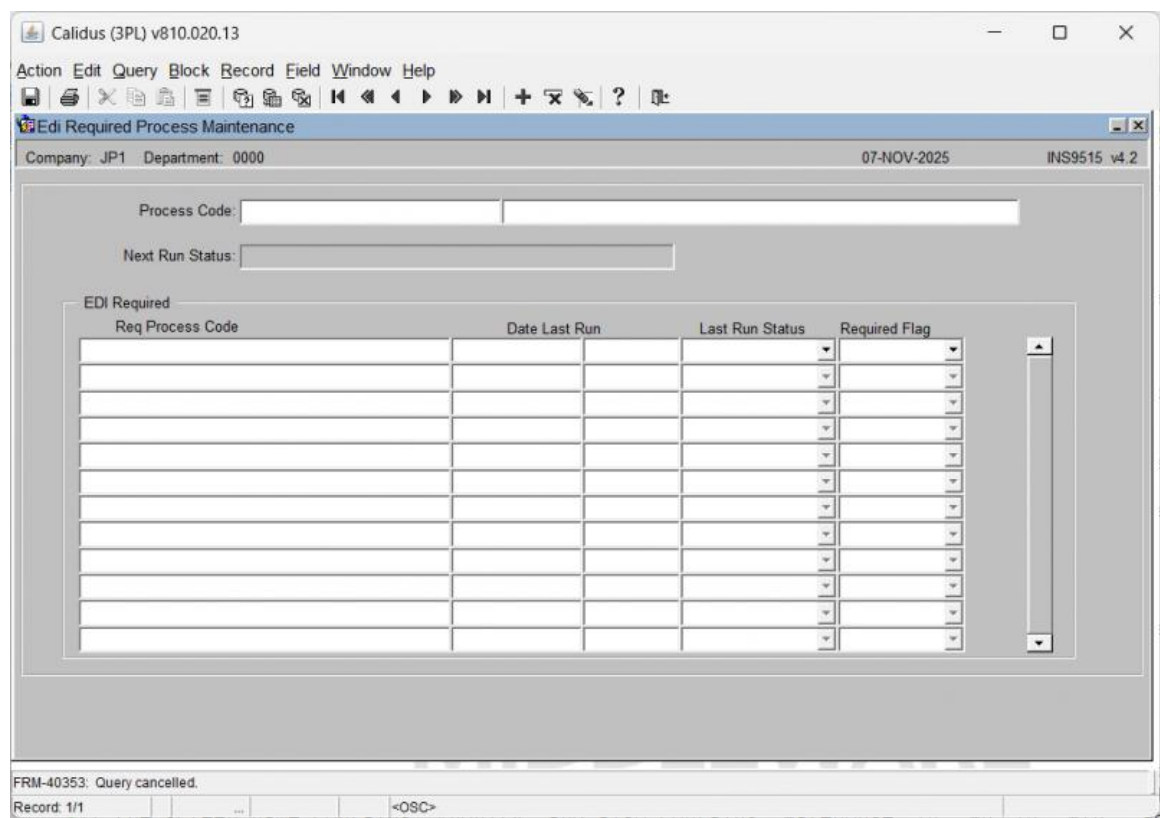 Calidus (3PL) v810.020.13
Action Edit Query Block Record Field Window Help
Edi Required Process Maintenance
Company: JP1 Department: 0000 07-NOV-2025 INS9515 v4.2
Process Code:
Next Run Status:
EDI Required
Req Process Code Date Last Run Last Run Status Required Flag
FRM-40353: Query cancelled.
Record: 1/1 ... <OSC>